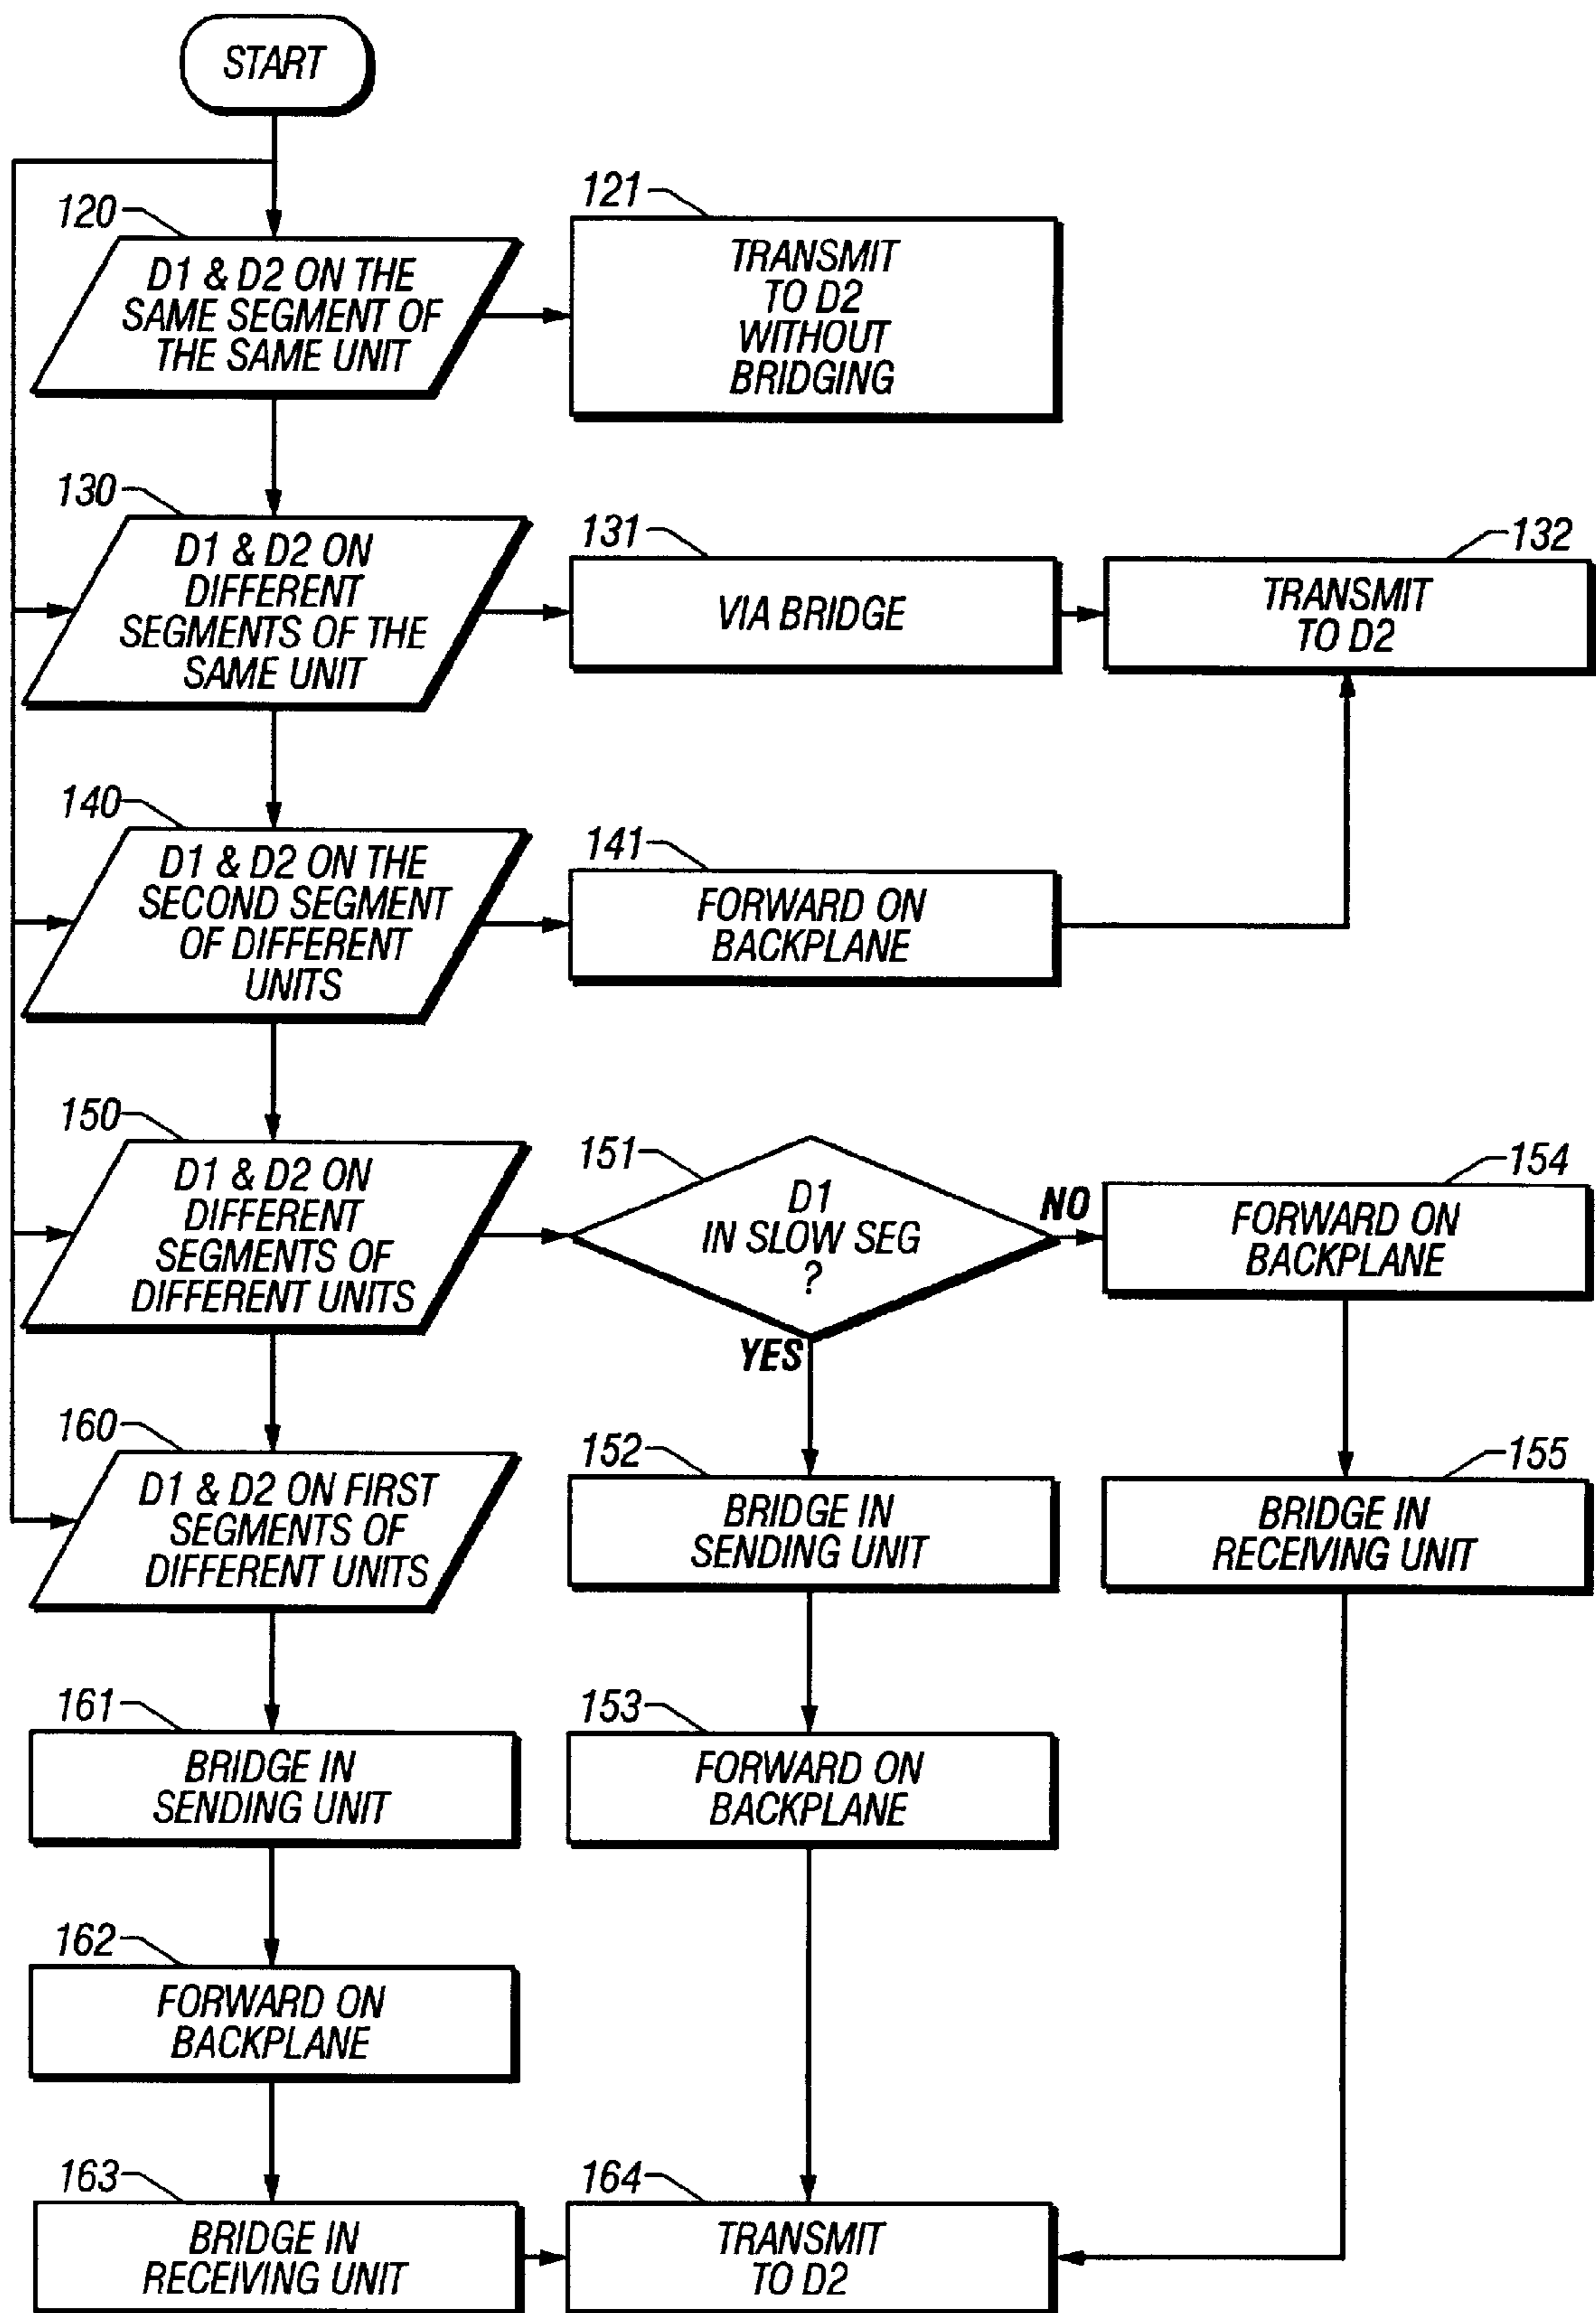 START
120
D1 & D2 ON THE
SAME SEGMENT OF
THE SAME UNIT
121
TRANSMIT
TO D2
WITHOUT
BRIDGING
130
D1 & D2 ON
DIFFERENT
SEGMENTS OF THE
SAME UNIT
131
VIA BRIDGE
132
TRANSMIT
TO D2
140
D1 & D2 ON THE
SECOND SEGMENT
OF DIFFERENT
UNITS
141
FORWARD ON
BACKPLANE
150
D1 & D2 ON
DIFFERENT
SEGMENTS OF
DIFFERENT UNITS
151
D1
IN SLOW SEG
?
NO
YES
154
FORWARD ON
BACKPLANE
160
D1 & D2 ON FIRST
SEGMENTS OF
DIFFERENT UNITS
152
BRIDGE IN
SENDING UNIT
155
BRIDGE IN
RECEIVING UNIT
161
BRIDGE IN
SENDING UNIT
153
FORWARD ON
BACKPLANE
162
FORWARD ON
BACKPLANE
163
BRIDGE IN
RECEIVING UNIT
164
TRANSMIT
TO D2